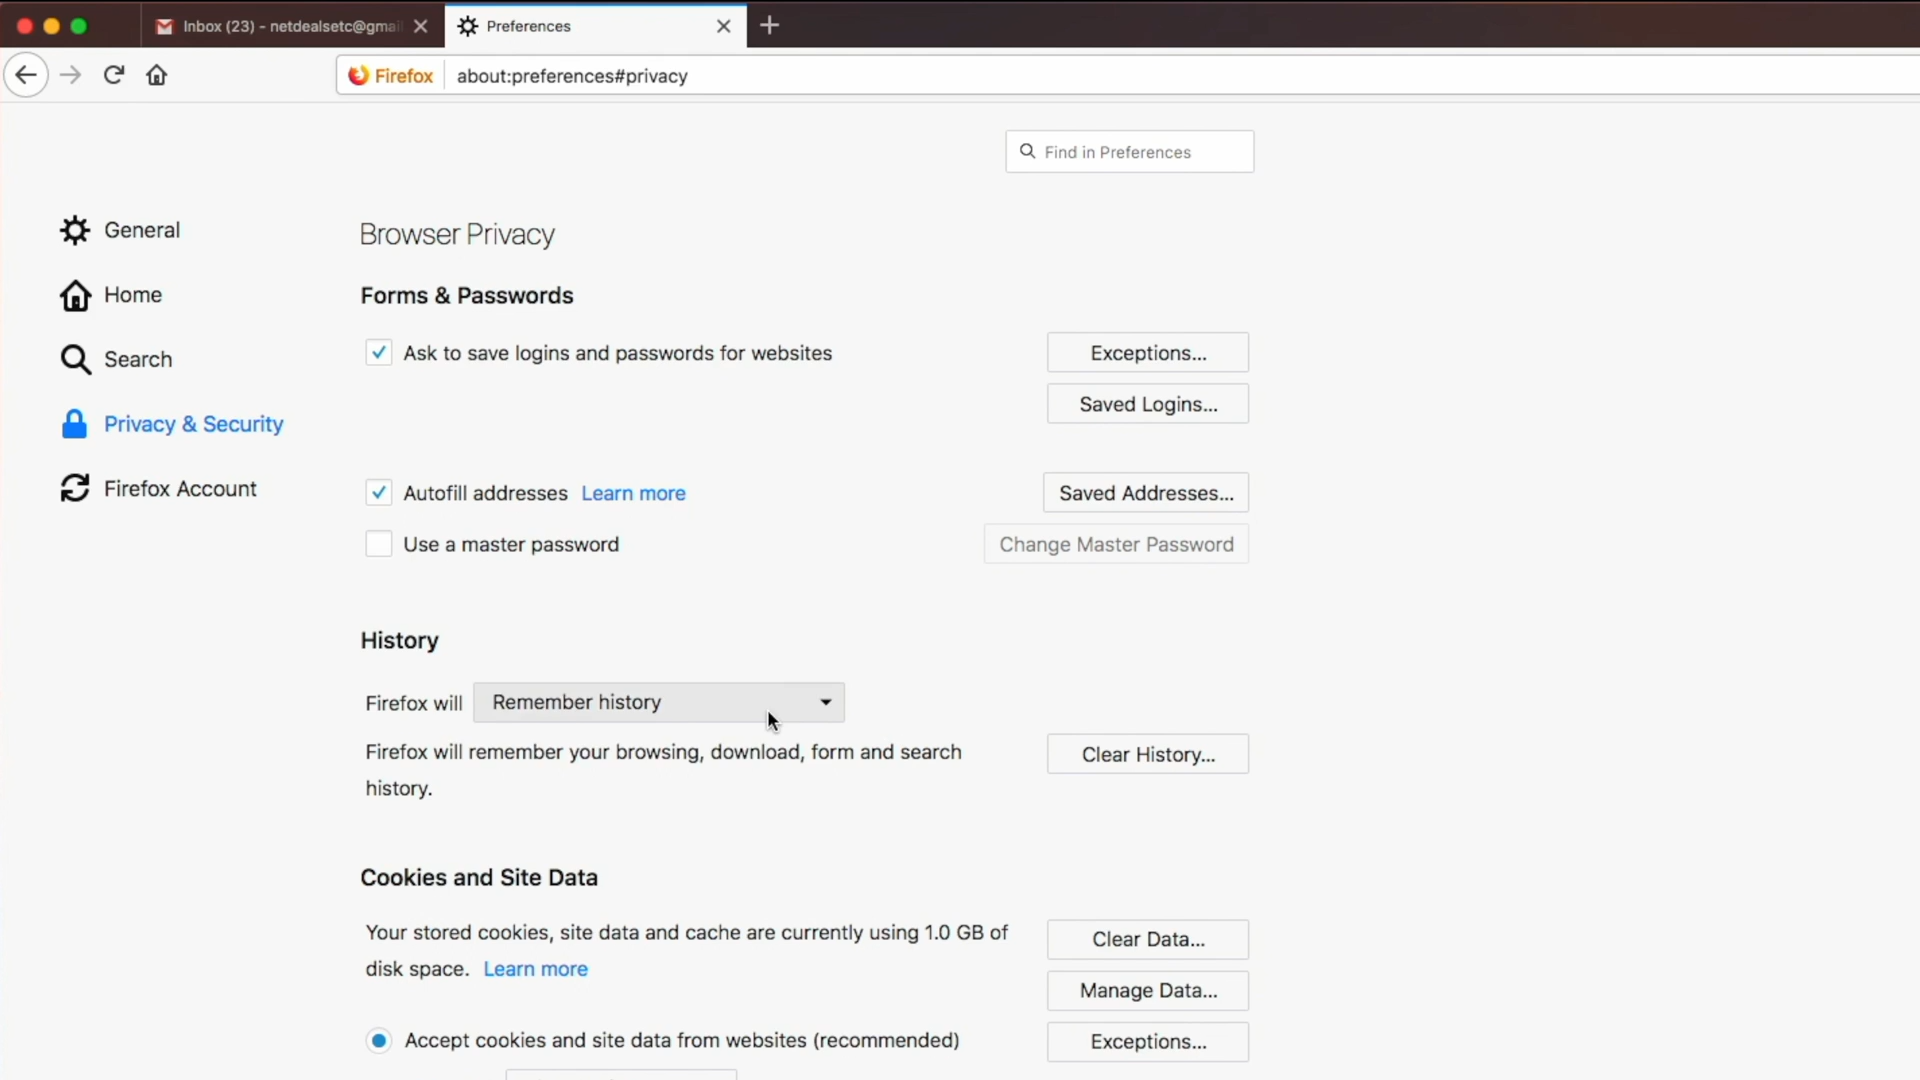 Inbox (23) - netdealsetc@gmai
Preferences
Firefox
about:preferences#privacy
Find in Preferences
General
Home
Search
Privacy & Security
Firefox Account
Browser Privacy
Forms & Passwords
Ask to save logins and passwords for websites
Exceptions...
Saved Logins...
Autofill addresses Learn more
Saved Addresses...
Use a master password
Change Master Password
History
Firefox will Remember history
Firefox will remember your browsing, download, form and search
history.
Clear History...
Cookies and Site Data
Your stored cookies, site data and cache are currently using 1.0 GB of
disk space. Learn more
Clear Data...
Manage Data...
Accept cookies and site data from websites (recommended)
Exceptions...